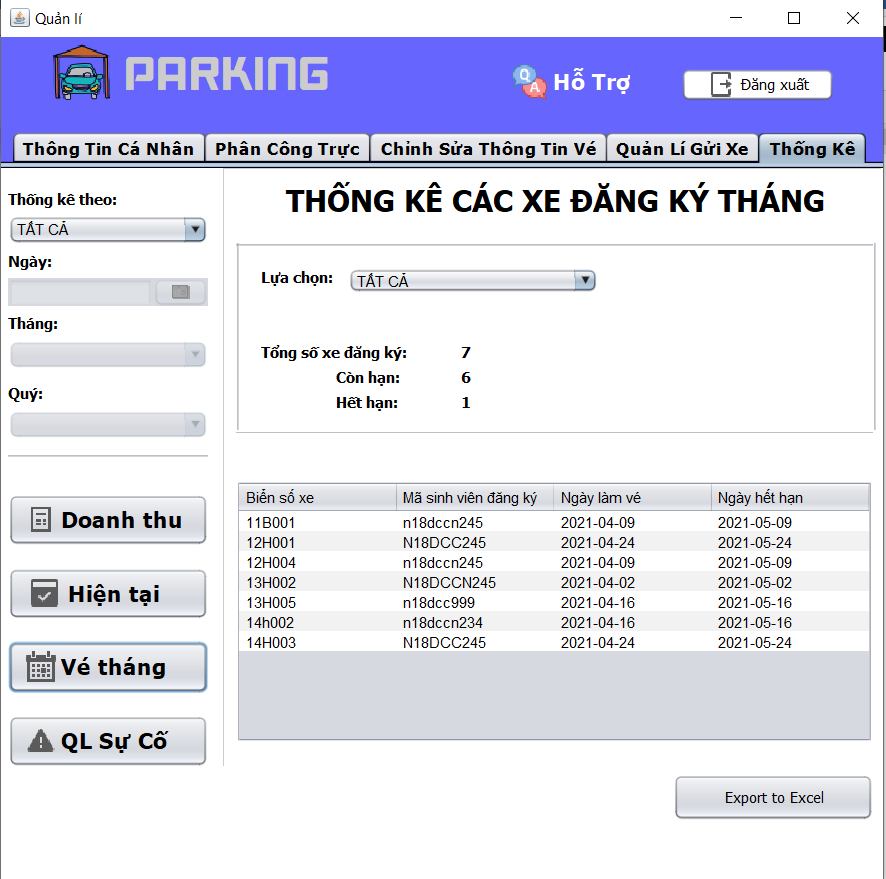 Quản lí
PARKING
Q
A
Hỗ Trợ
Đăng xuất
Thông Tin Cá Nhân
Phân Công Trực
Chỉnh Sửa Thông Tin Vé
Quản Lí Gửi Xe
Thống Kê
Thống kê theo:
TẤT CẢ
Ngày:
Tháng:
Quý:
Doanh thu
Hiện tại
Vé tháng
QL Sự Cố
THỐNG KÊ CÁC XE ĐĂNG KÝ THÁNG
Lựa chọn: TẤT CẢ
Tổng số xe đăng ký: 7
Còn hạn: 6
Hết hạn: 1
Biển số xe Mã sinh viên đăng ký Ngày làm vé Ngày hết hạn
11B001 n18dccn245 2021-04-09 2021-05-09
12H001 N18DCC245 2021-04-24 2021-05-24
12H004 n18dccn245 2021-04-09 2021-05-09
13H002 N18DCCN245 2021-04-02 2021-05-02
13H005 n18dcc999 2021-04-16 2021-05-16
14h002 n18dccn234 2021-04-16 2021-05-16
14H003 N18DCC245 2021-04-24 2021-05-24
Export to Excel